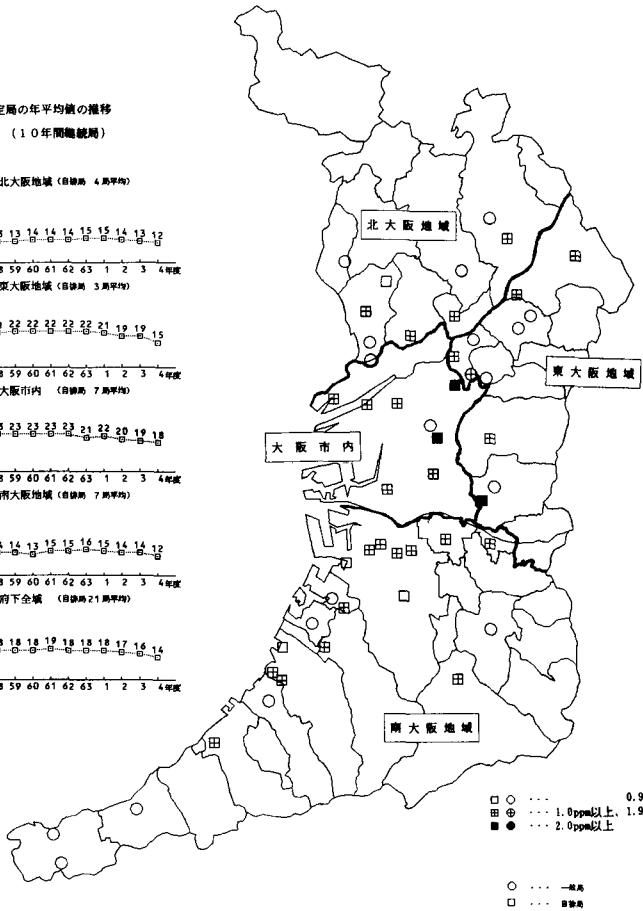 定局の年平均値の推移
(10年間継続局)
北大阪地域 (自排局 4局平均)
13 14 14 14 15 15 14 13 12
59 60 61 62 63 1 2 3 4年度
東大阪地域 (自排局 3局平均)
22 22 22 22 22 21 19 19 15
59 60 61 62 63 1 2 3 4年度
大阪市内 (自排局 7局平均)
23 23 23 23 21 22 20 19 18
59 60 61 62 63 1 2 3 4年度
南大阪地域 (自排局 7局平均)
14 13 15 15 16 15 14 14 12
59 60 61 62 63 1 2 3 4年度
府下全域 (自排局21局平均)
18 18 19 18 18 18 17 16 14
59 60 61 62 63 1 2 3 4年度
北大阪地域
東大阪地域
大阪市内
南大阪地域
··· 0.9
··· 1.0ppm以上、1.9
··· 2.0ppm以上
··· 一般局
··· 自排局